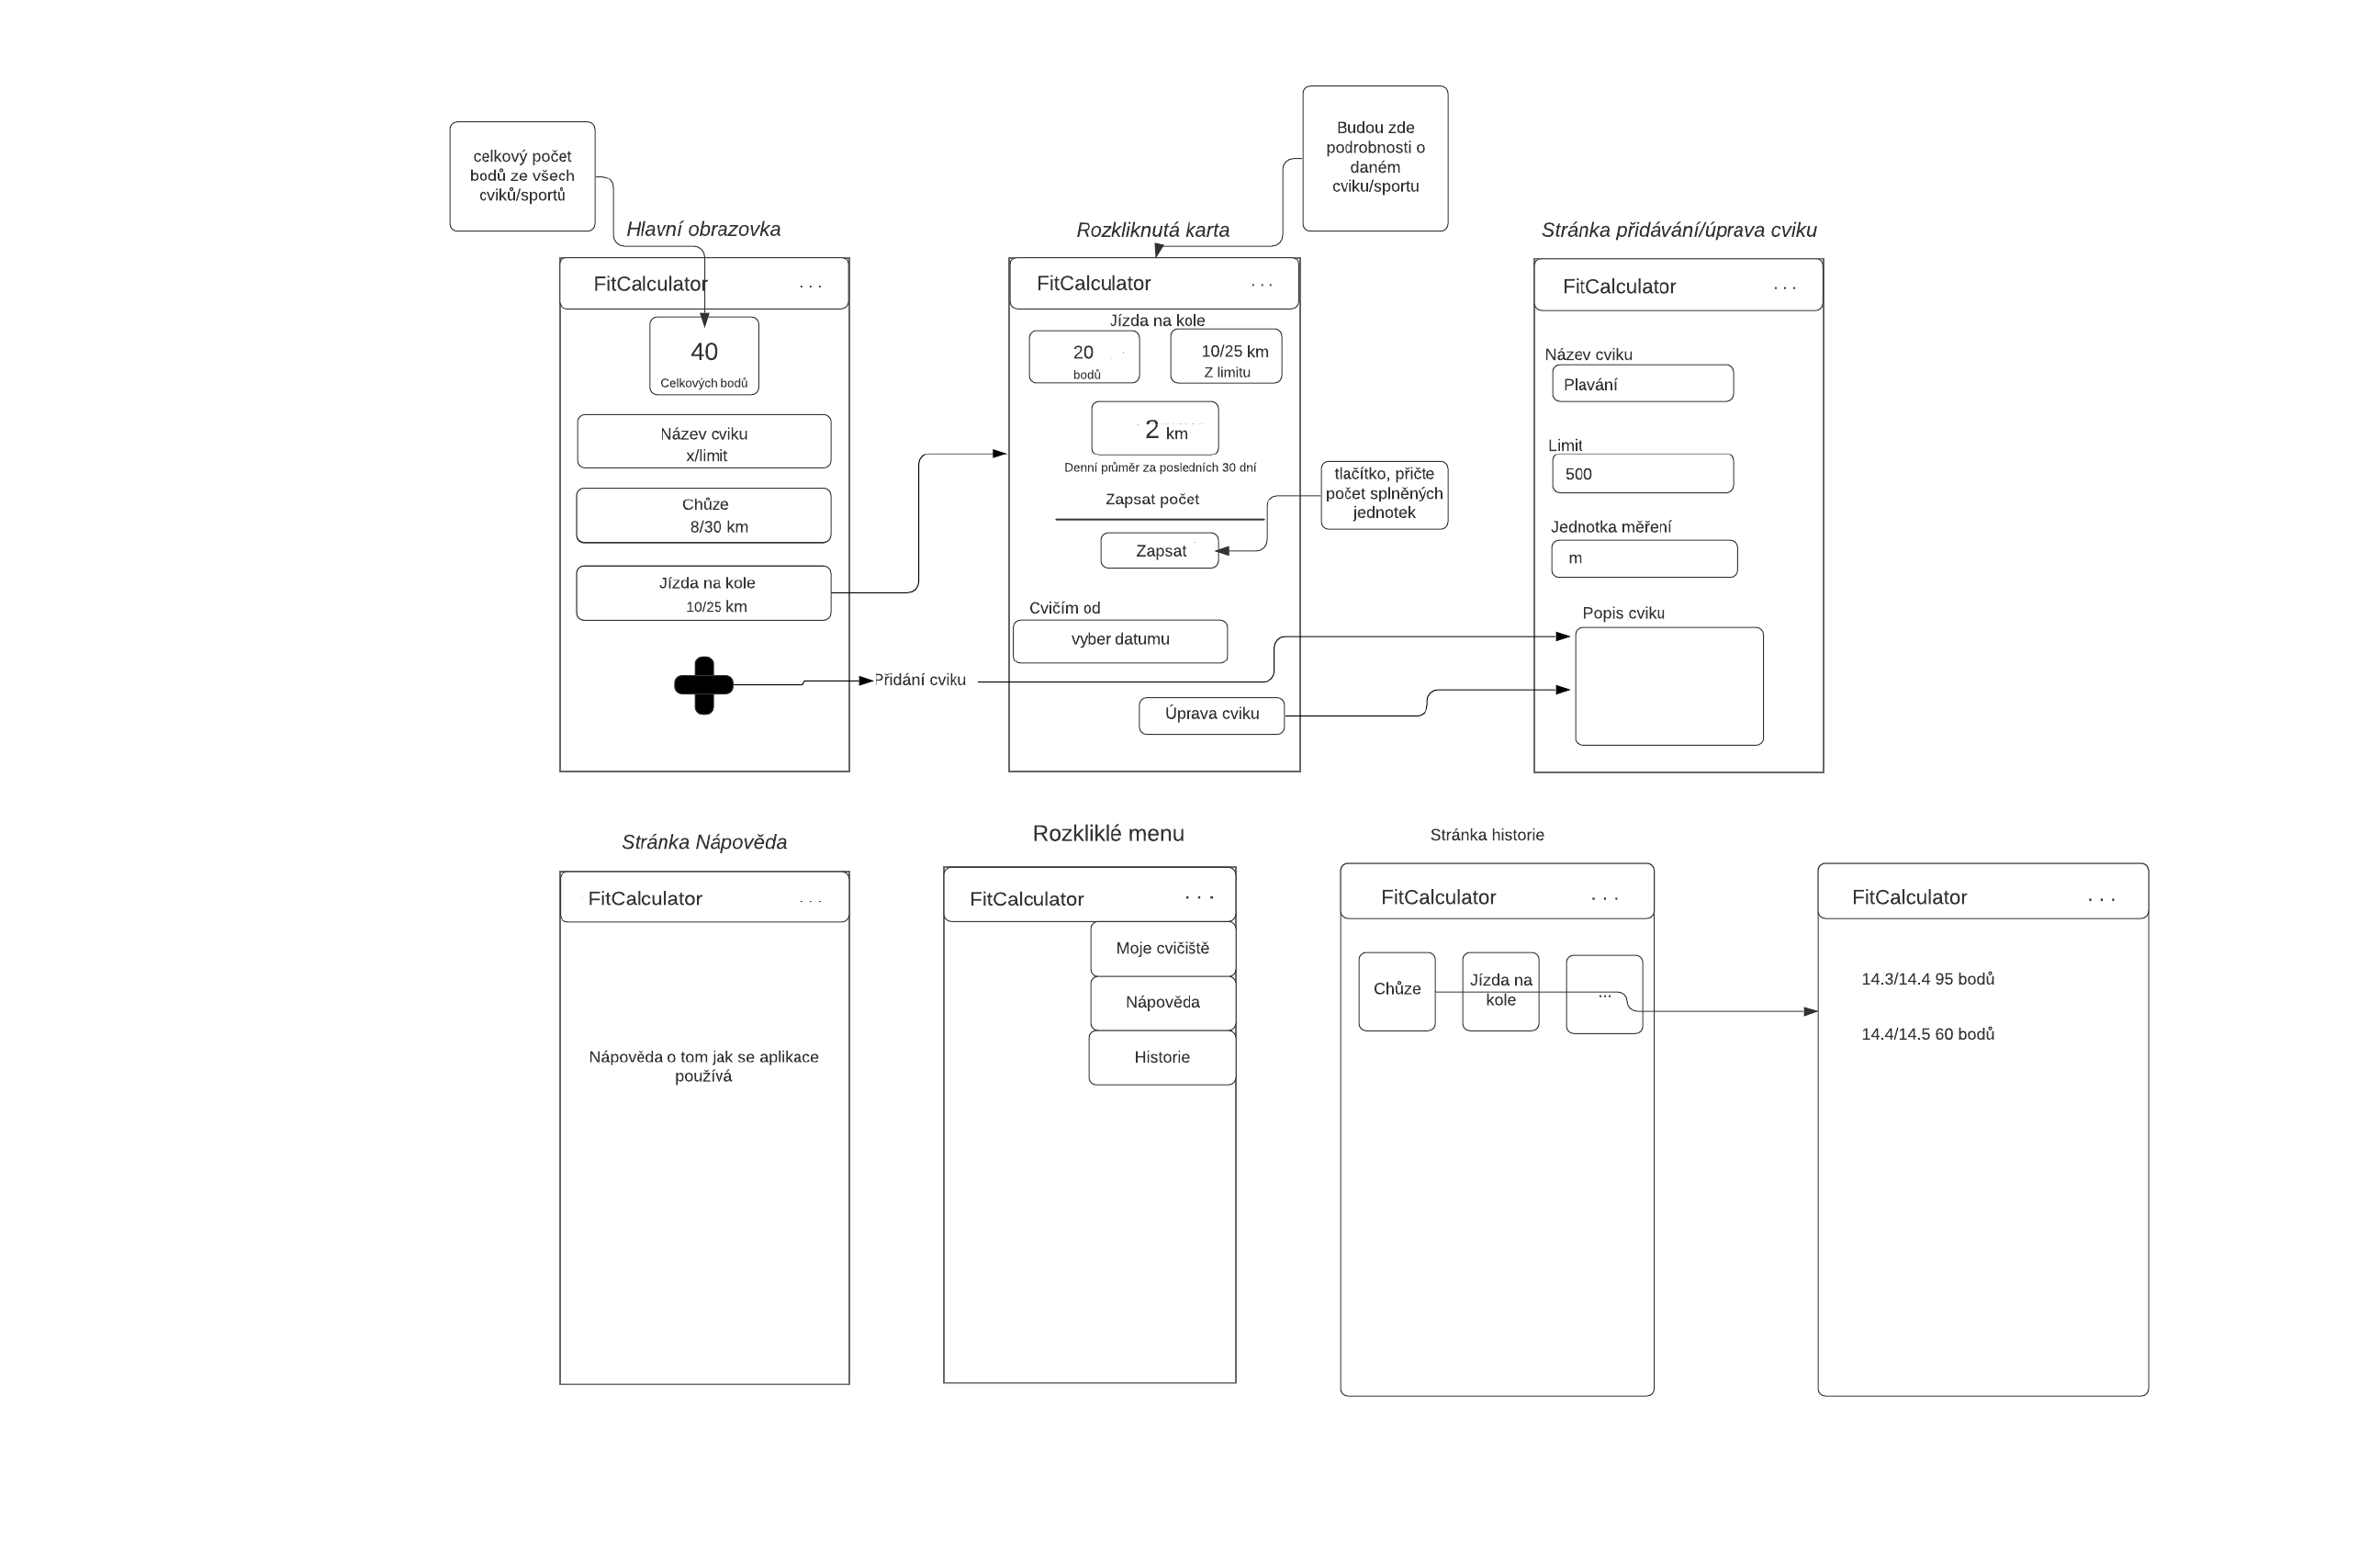 celkový počet
bodů ze všech
cviků/sportů
Budou zde
podrobnosti o
daném
cviku/sportu
Hlavní obrazovka
FitCalculator ...
40
Celkových bodů
Název cviku
x/limit
Chůze
8/30 km
Jízda na kole
10/25 km
Přidání cviku
Rozkliknutá karta
FitCalculator ...
Jízda na kole
20
bodů
10/25 km
Z limitu
2 km
Denní průměr za posledních 30 dní
Zapsat počet
Zapsat
tlačítko, přičte
počet splněných
jednotek
Cvičím od
vyber datumu
Úprava cviku
Stránka přidávání/úprava cviku
FitCalculator ...
Název cviku
Plavání
Limit
500
Jednotka měření
m
Popis cviku
Stránka Nápověda
FitCalculator ...
Nápověda o tom jak se aplikace
používá
Rozkliklé menu
FitCalculator ...
Moje cvičiště
Nápověda
Historie
Stránka historie
FitCalculator ...
Chůze
Jízda na
kole
...
FitCalculator ...
14.3/14.4 95 bodů
14.4/14.5 60 bodů